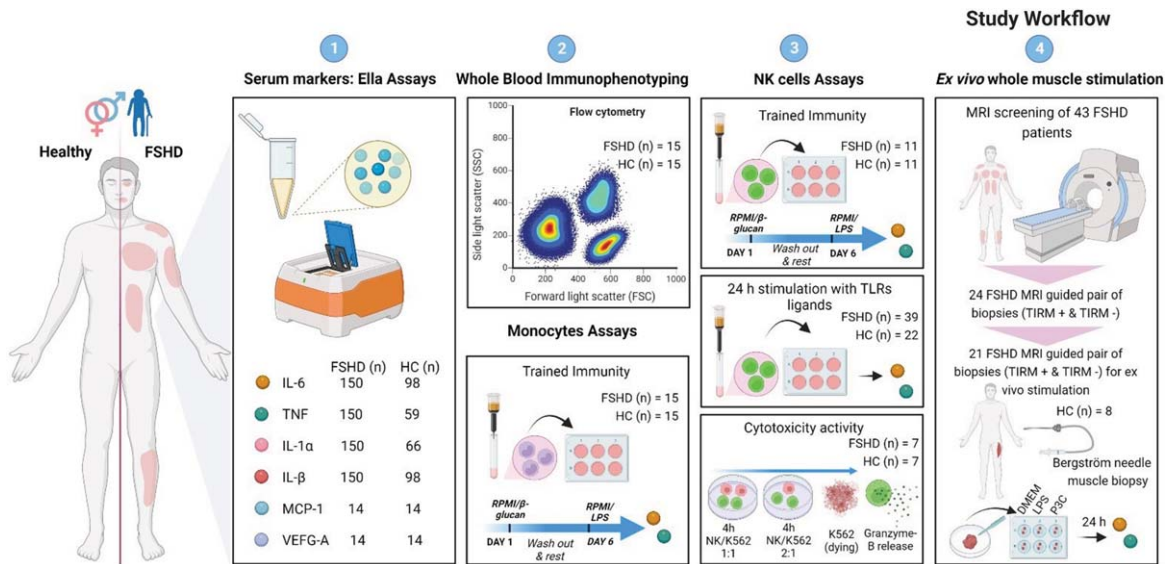 Study Workflow
Healthy
FSHD
1
Serum markers: Ella Assays
FSHD (n) HC (n)
IL-6 150 98
TNF 150 59
IL-1α 150 66
IL-β 150 98
MCP-1 14 14
VEFG-A 14 14
2
Whole Blood Immunophenotyping
Flow cytometry
FSHD (n) = 15
HC (n) = 15
Side light scatter (SSC)
1000
800
600
400
200
0
0 200 400 600 800 1000
Forward light scatter (FSC)
Monocytes Assays
Trained Immunity
FSHD (n) = 15
HC (n) = 15
RPMI/β-
glucan
RPMI/
LPS
DAY 1
Wash out
& rest
DAY 6
3
NK cells Assays
Trained Immunity
FSHD (n) = 11
HC (n) = 11
RPMI/β-
glucan
RPMI/
LPS
DAY 1
Wash out
& rest
DAY 6
24 h stimulation with TLRs
ligands
FSHD (n) = 39
HC (n) = 22
Cytotoxicity activity
FSHD (n) = 7
HC (n) = 7
4h
NK/K562
1:1
4h
NK/K562
2:1
K562
(dying)
Granzyme-
B release
4
Ex vivo whole muscle stimulation
MRI screening of 43 FSHD
patients
24 FSHD MRI guided pair of
biopsies (TIRM + & TIRM -)
21 FSHD MRI guided pair of
biopsies (TIRM + & TIRM -) for ex
vivo stimulation
HC (n) = 8
Bergström needle
muscle biopsy
DMEM
LPS
P3C
24 h